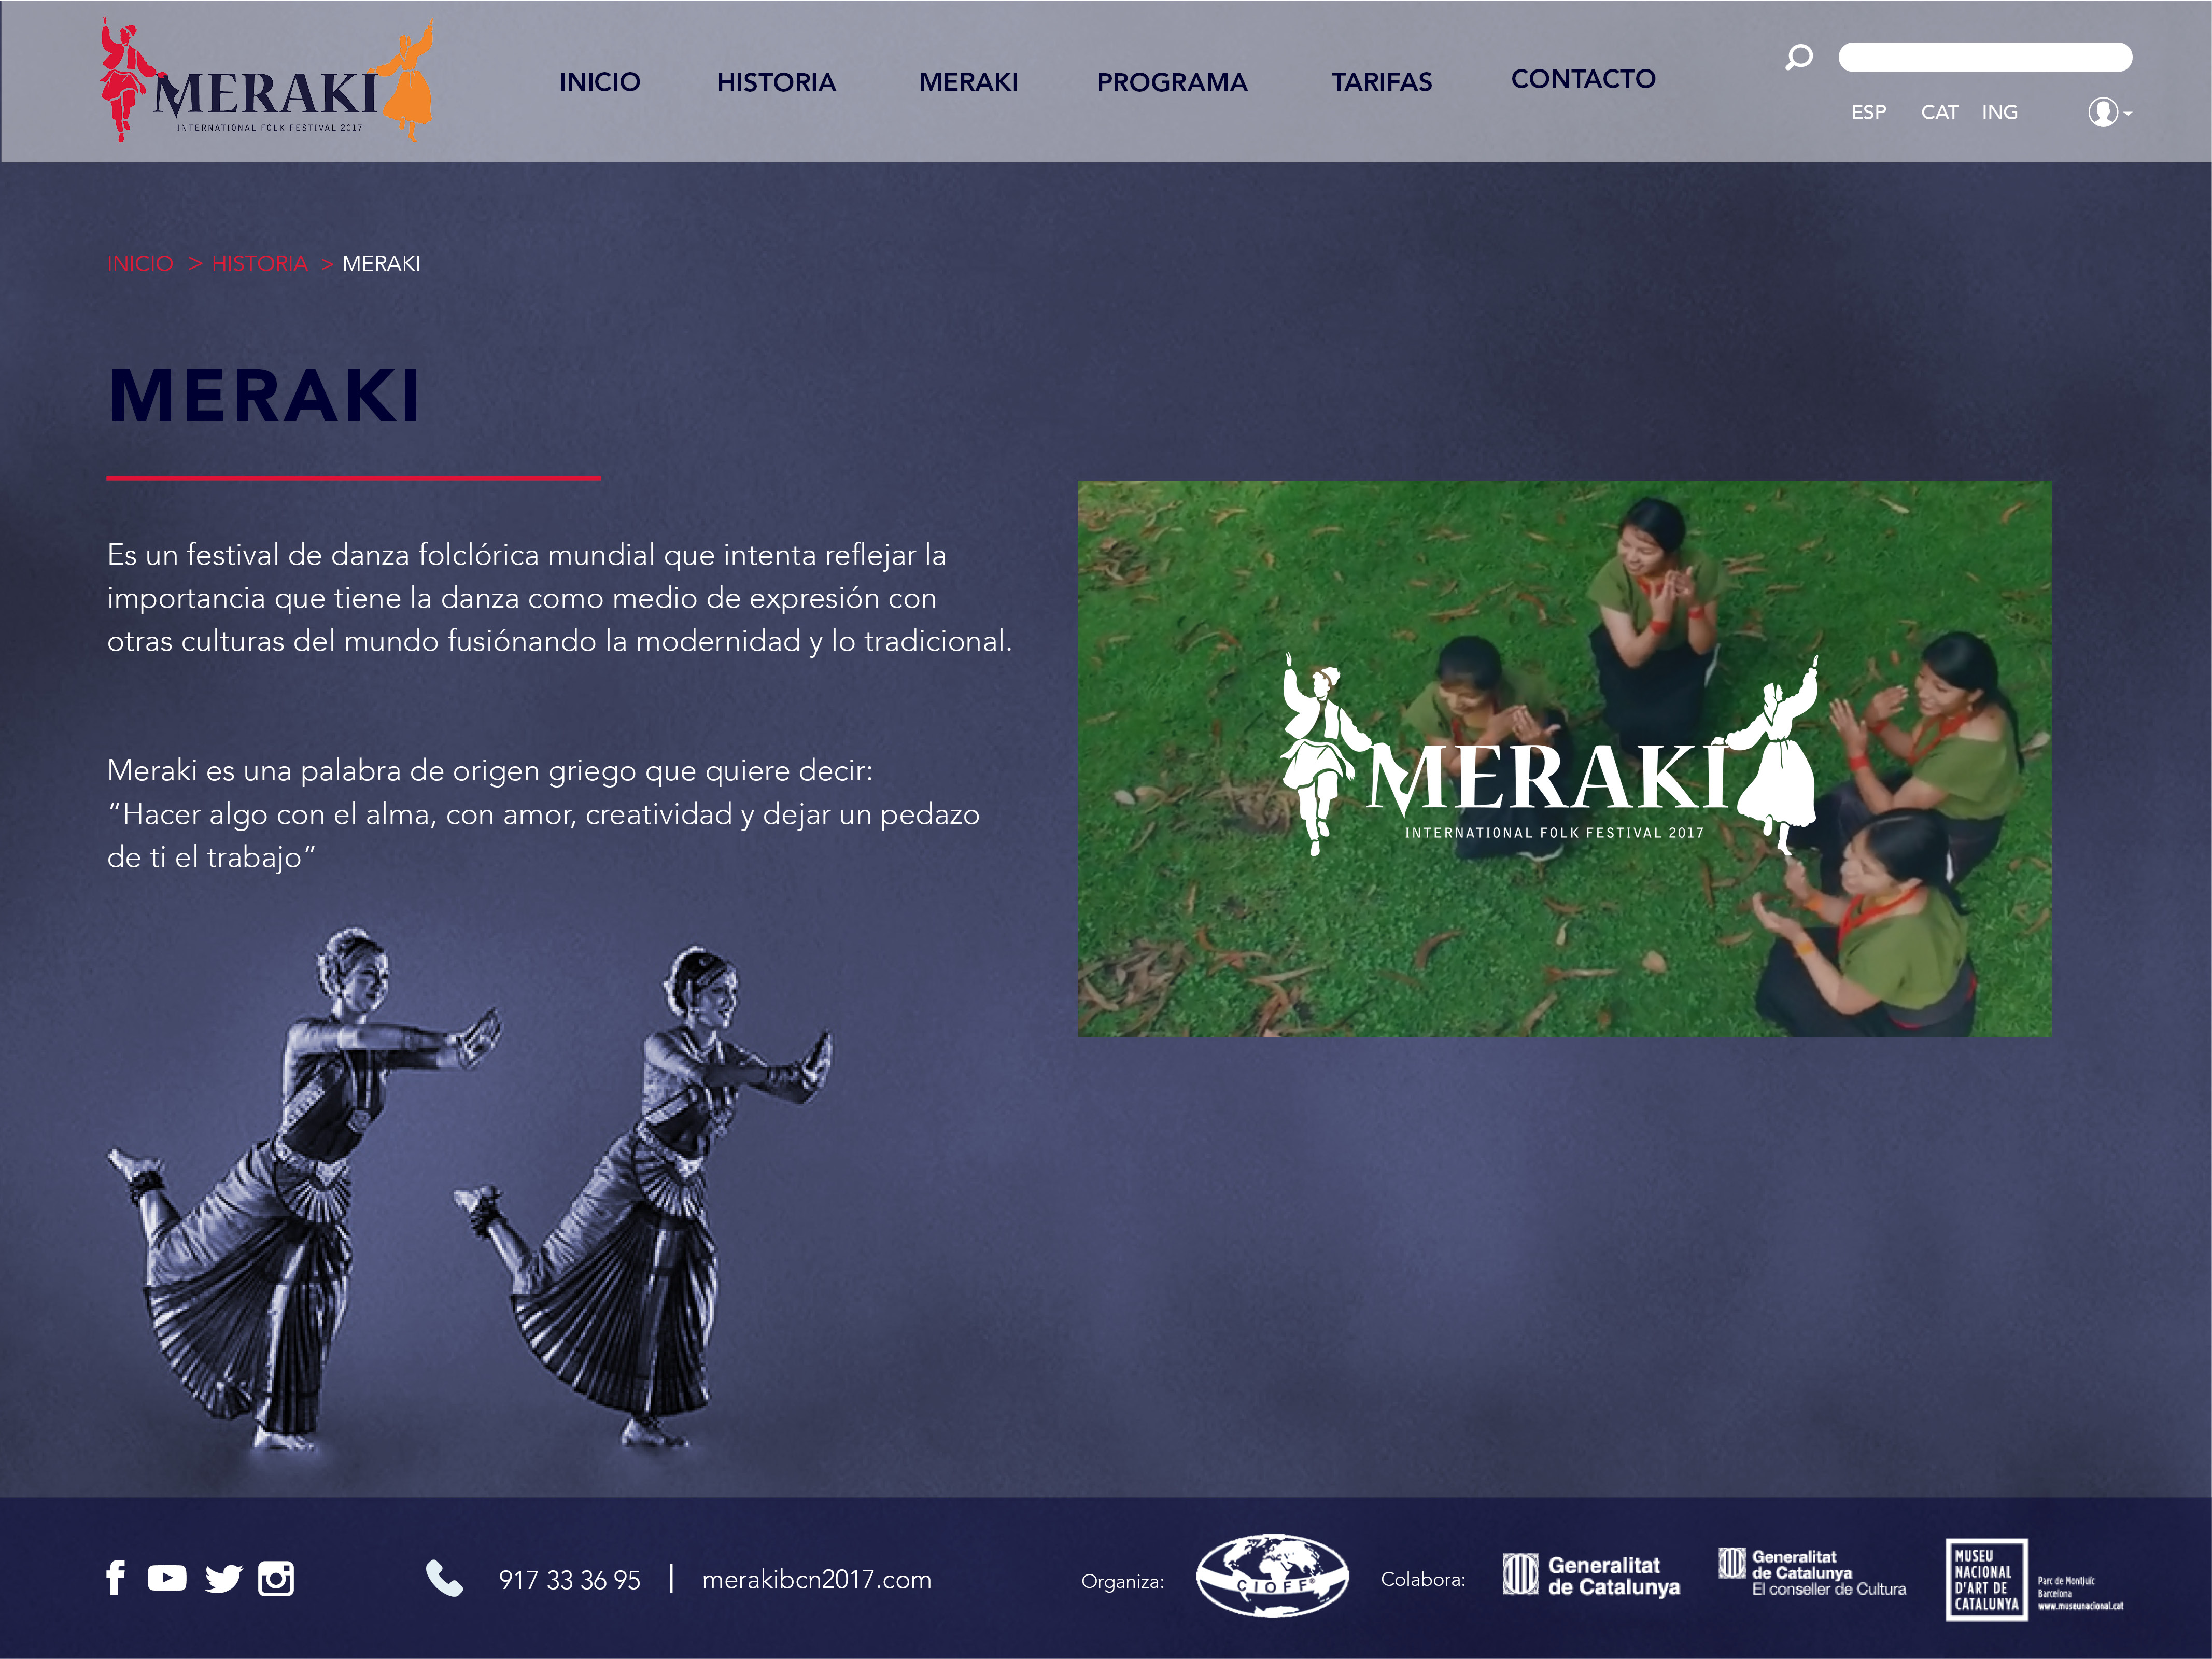 MERAKI
INTERNATIONAL FOLK FESTIVAL 2017
INICIO
HISTORIA
MERAKI
PROGRAMA
TARIFAS
CONTACTO
ESP CAT ING
INICIO > HISTORIA > MERAKI
MERAKI
Es un festival de danza folclórica mundial que intenta reflejar la
importancia que tiene la danza como medio de expresión con
otras culturas del mundo fusiónando la modernidad y lo tradicional.
Meraki es una palabra de origen griego que quiere decir:
“Hacer algo con el alma, con amor, creatividad y dejar un pedazo
de ti el trabajo”
MERAKI
INTERNATIONAL FOLK FESTIVAL 2017
917 33 36 95 | merakibcn2017.com
Organiza:
CIOFF®
Colabora:
Generalitat
de Catalunya
Generalitat
de Catalunya
El conseller de Cultura
MUSEU
NACIONAL
D'ART DE
CATALUNYA
Parc de Montjuïc
Barcelona
www.museunacional.cat